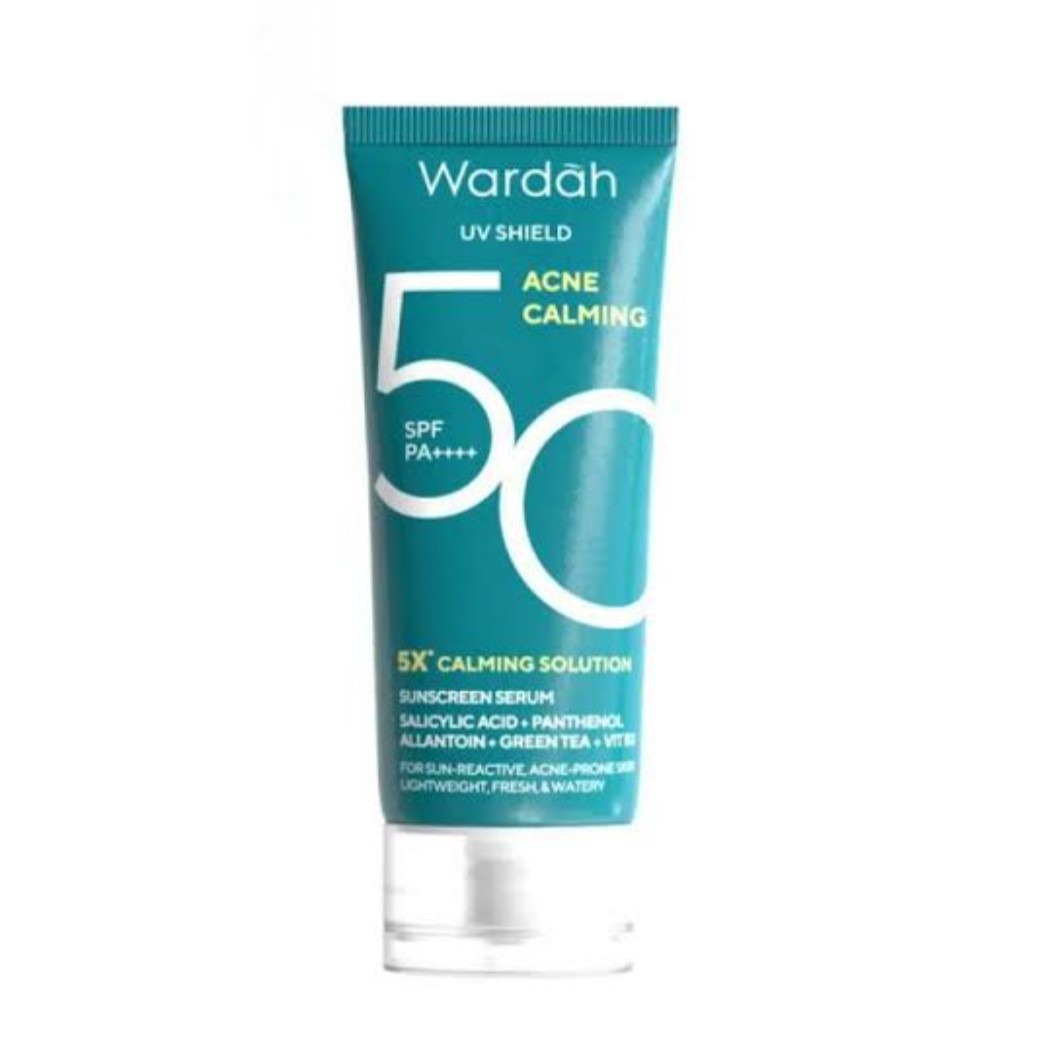 Wardah
UV SHIELD
ACNE
CALMING
50
SPF
PA++++
5X* CALMING SOLUTION
SUNSCREEN SERUM
SALICYLIC ACID + PANTHENOL
ALLANTOIN + GREEN TEA + VIT
FOR SUN-REACTIVE, ACNE-PRONE SKIN
LIGHTWEIGHT, FRESH, & WATERY